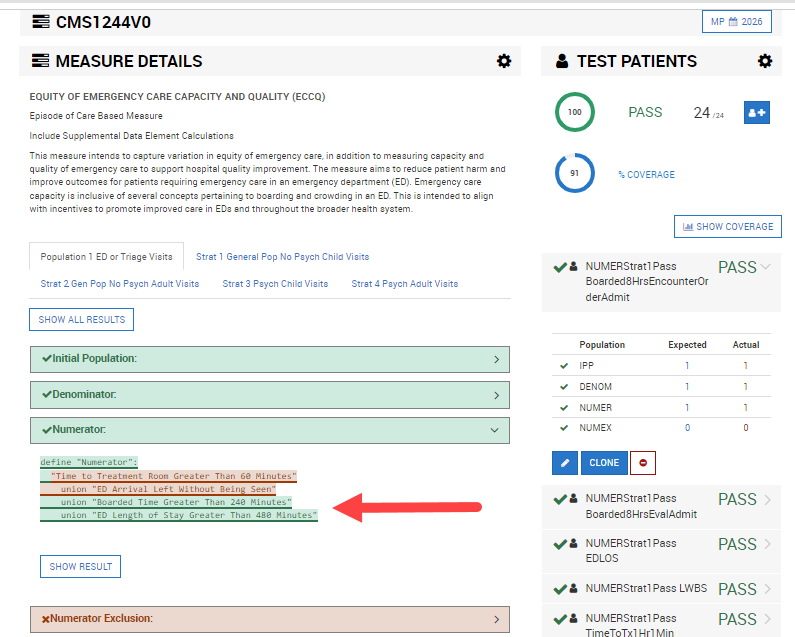 CMS1244V0
MP 2026
MEASURE DETAILS
EQUITY OF EMERGENCY CARE CAPACITY AND QUALITY (ECCQ)
Episode of Care Based Measure
Include Supplemental Data Element Calculations
This measure intends to capture variation in equity of emergency care, in addition to measuring capacity and
quality of emergency care to support hospital quality improvement. The measure aims to reduce patient harm and
improve outcomes for patients requiring emergency care in an emergency department (ED). Emergency care
capacity is inclusive of several concepts pertaining to boarding and crowding in an ED. This is intended to align
with incentives to promote improved care in EDs and throughout the broader health system.
Population 1 ED or Triage Visits
Strat 1 General Pop No Psych Child Visits
Strat 2 Gen Pop No Psych Adult Visits
Strat 3 Psych Child Visits
Strat 4 Psych Adult Visits
SHOW ALL RESULTS
Initial Population:
Denominator:
Numerator:
define "Numerator":
"Time to Treatment Room Greater Than 60 Minutes"
union "ED Arrival Left Without Being Seen"
union "Boarded Time Greater Than 240 Minutes"
union "ED Length of Stay Greater Than 480 Minutes"
SHOW RESULT
Numerator Exclusion:
TEST PATIENTS
100
PASS
24 /24
91
% COVERAGE
SHOW COVERAGE
NUMERStrat1Pass
Boarded8HrsEncounterOr
derAdmit
PASS
Population Expected Actual
IPP 1 1
DENOM 1 1
NUMER 1 1
NUMEX 0 0
CLONE
NUMERStrat1Pass
Boarded8HrsEvalAdmit
PASS
NUMERStrat1Pass
EDLOS
PASS
NUMERStrat1Pass LWBS
PASS
NUMERStrat1Pass
TimeToTx1Hr1Min
PASS